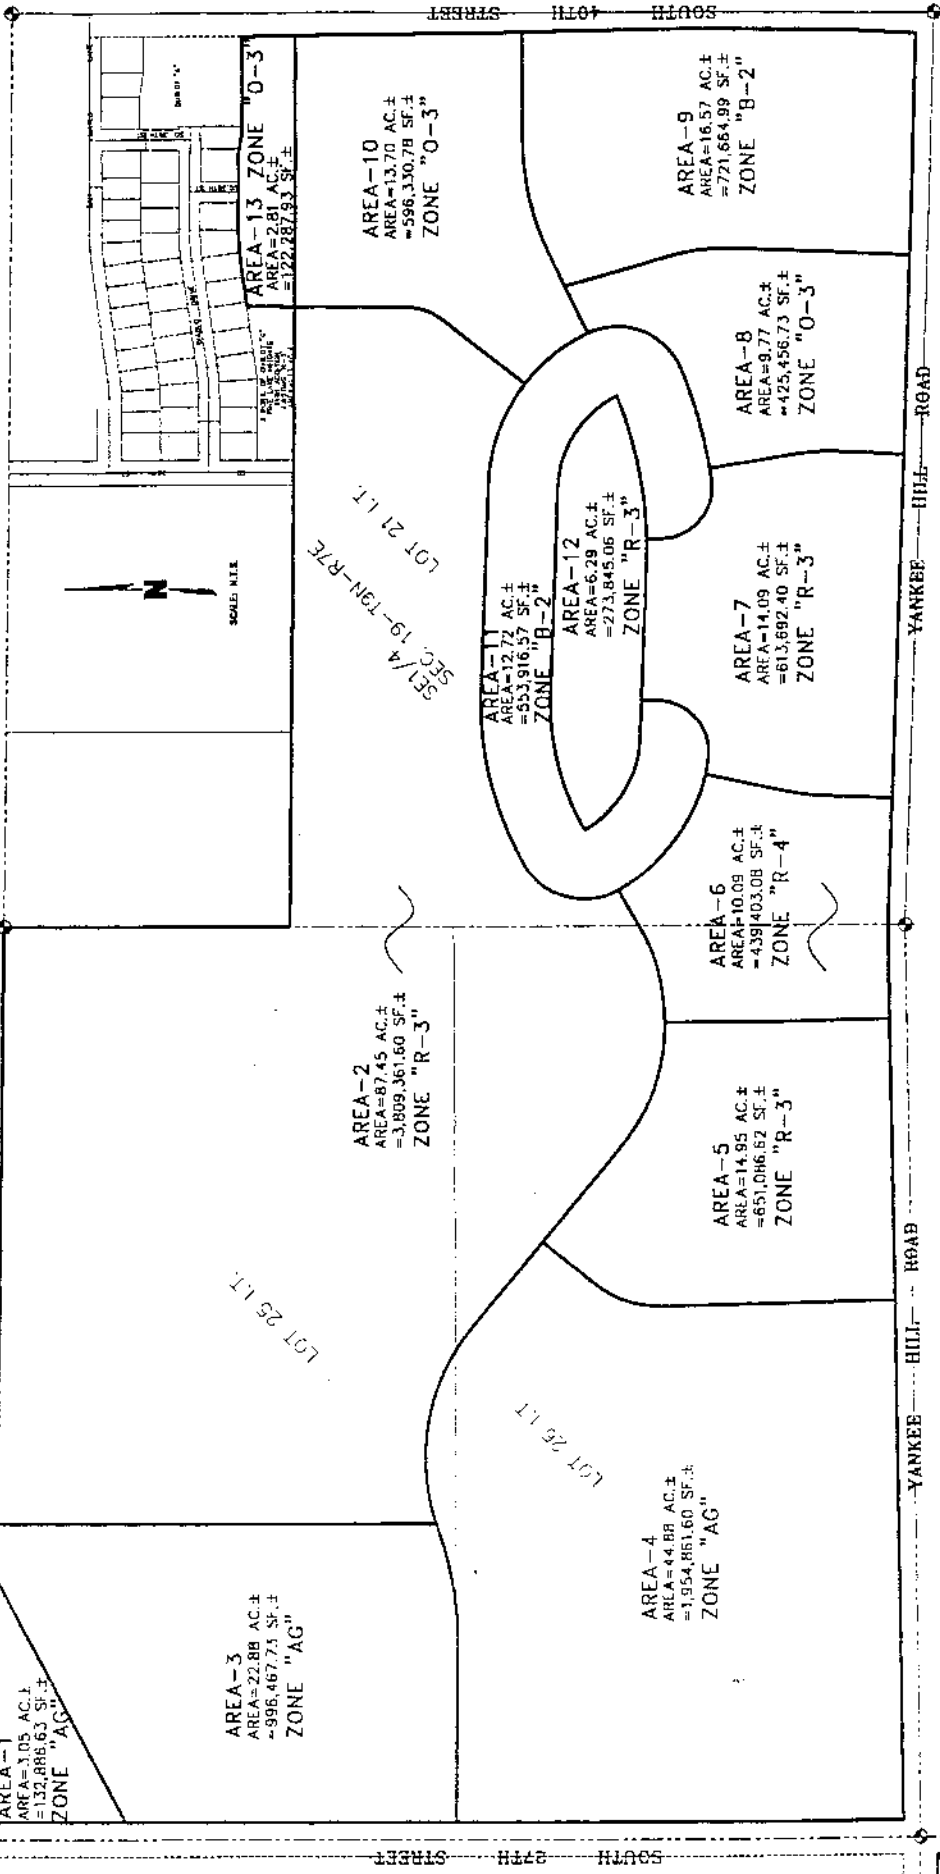 AREA-1
AREA=3.05 AC.±
=132,886.63 SF.±
ZONE "AG"
AREA-3
AREA=22.88 AC.±
=996,467.73 SF.±
ZONE "AG"
AREA-4
AREA=44.88 AC.±
=1,954,861.60 SF.±
ZONE "AG"
LOT 25 I.T.
LOT 26 I.T
AREA-2
AREA=87.45 AC.±
=3,809,361.60 SF.±
ZONE "R-3"
AREA-5
AREA=14.95 AC.±
=651,086.62 SF.±
ZONE "R-3"
AREA-6
AREA=10.09 AC.±
=439,403.08 SF.±
ZONE "R-4"
SE1/4
SEC. 19-T9N-R7E
LOT 21 I.T.
N
SCALE: N.T.S.
AREA-11
AREA=12.72 AC.±
=553,916.57 SF.±
ZONE "B-2"
AREA-12
AREA=6.29 AC.±
=273,845.06 SF.±
ZONE "R-3"
AREA-7
AREA=14.09 AC.±
=613,692.40 SF.±
ZONE "R-3"
AREA-8
AREA=9.77 AC.±
=425,456.73 SF.±
ZONE "O-3"
AREA-13 ZONE "O-3"
AREA=2.81 AC.±
=122,287.93 SF.±
AREA-10
AREA=13.70 AC.±
=596,330.78 SF.±
ZONE "O-3"
AREA-9
AREA=16.57 AC.±
=721,664.99 SF.±
ZONE "B-2"
YANKEE HILL ROAD
YANKEE HILL ROAD
SOUTH 27TH STREET
SOUTH 40TH STREET